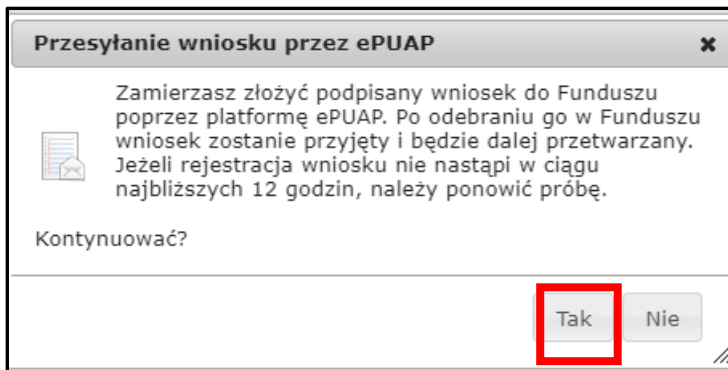 Przesyłanie wniosku przez ePUAP
Zamierzasz złożyć podpisany wniosek do Funduszu
poprzez platformę ePUAP. Po odebraniu go w Funduszu
wniosek zostanie przyjęty i będzie dalej przetwarzany.
Jeżeli rejestracja wniosku nie nastąpi w ciągu
najbliższych 12 godzin, należy ponowić próbę.
Kontynuować?
Tak Nie